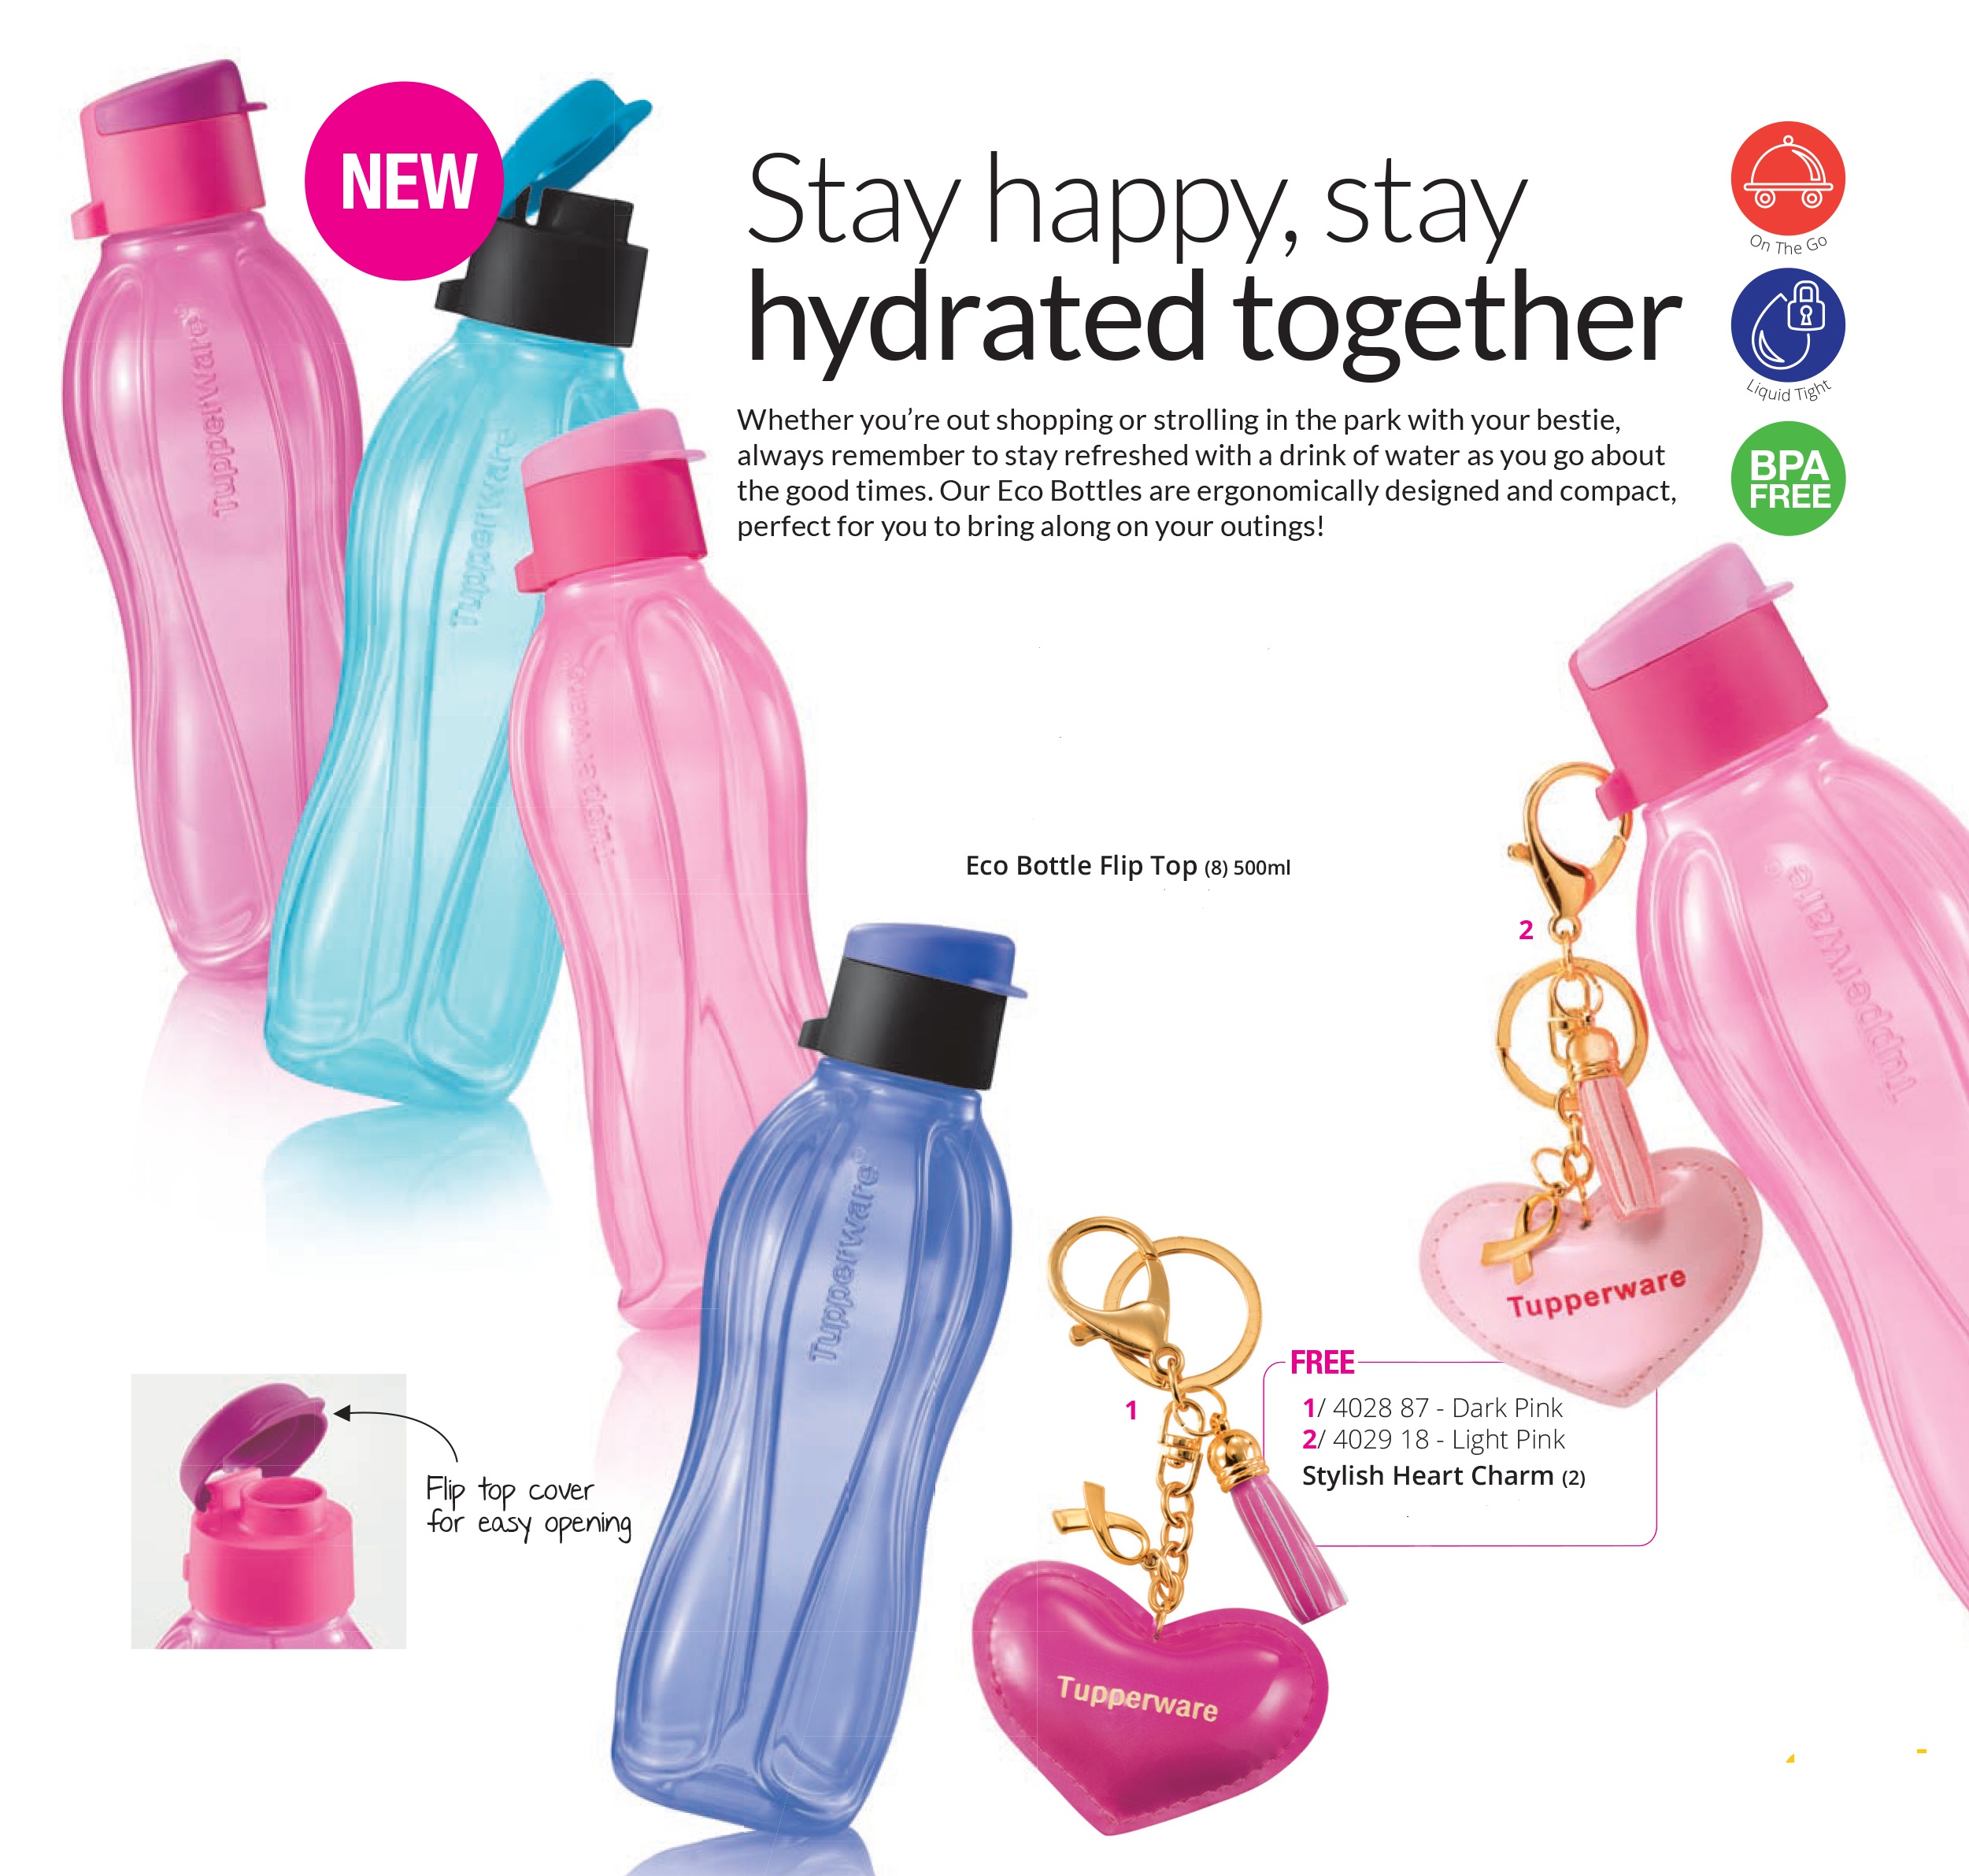 NEW
Stay happy, stay
hydrated together
Whether you're out shopping or strolling in the park with your bestie,
always remember to stay refreshed with a drink of water as you go about
the good times. Our Eco Bottles are ergonomically designed and compact,
perfect for you to bring along on your outings!
On The Go
Liquid Tight
BPA
FREE
Tupperware®
Tupperware
Tupperware
Eco Bottle Flip Top (8) 500ml
Tupperware®
Tupperware®
2
Tupperware
FREE
1/ 4028 87 - Dark Pink
2/ 4029 18 - Light Pink
Stylish Heart Charm (2)
1
Tupperware
Flip top cover
for easy opening